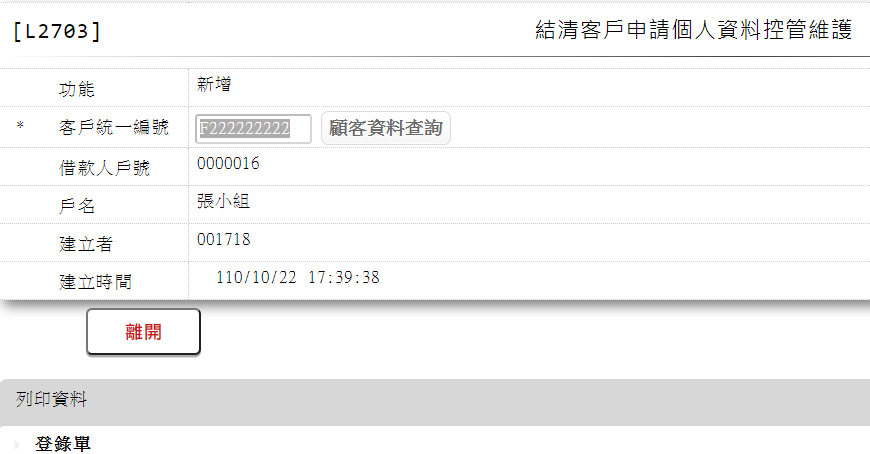 [L2703] 結清客戶申請個人資料控管維護
功能 新增
* 客戶統一編號 F222222222 顧客資料查詢
借款人戶號 0000016
戶名 張小組
建立者 001718
建立時間 110/10/22 17:39:38
離開
列印資料
登錄單